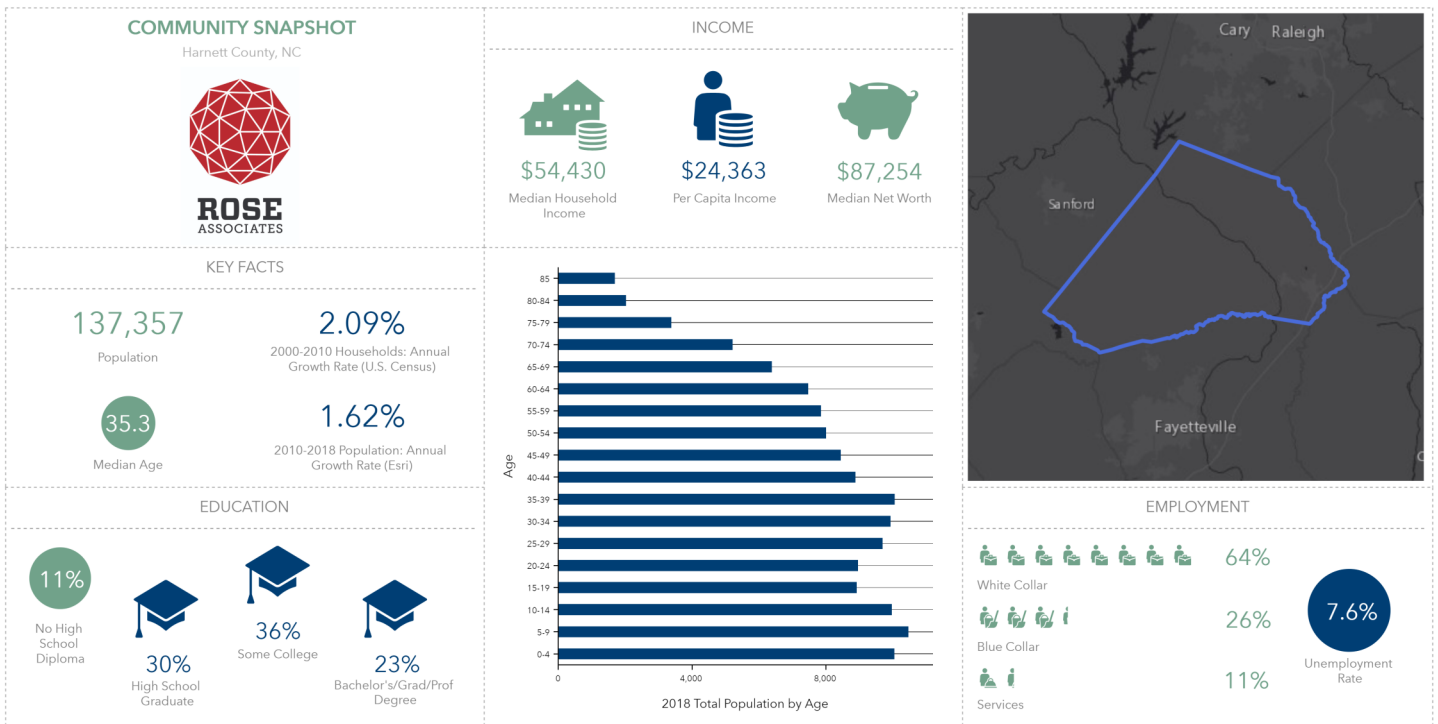 COMMUNITY SNAPSHOT
Harnett County, NC
ROSE
ASSOCIATES
INCOME
$54,430
Median Household
Income
$24,363
Per Capita Income
$87,254
Median Net Worth
Cary
Raleigh
Sanford
Fayetteville
KEY FACTS
137,357
Population
2.09%
2000-2010 Households: Annual
Growth Rate (U.S. Census)
35.3
Median Age
1.62%
2010-2018 Population: Annual
Growth Rate (Esri)
Age
85
80-84
75-79
70-74
65-69
60-64
55-59
50-54
45-49
40-44
35-39
30-34
25-29
20-24
15-19
10-14
5-9
0-4
0
4,000
8,000
2018 Total Population by Age
EDUCATION
11%
No High
School
Diploma
30%
High School
Graduate
36%
Some College
23%
Bachelor's/Grad/Prof
Degree
EMPLOYMENT
64%
White Collar
26%
Blue Collar
11%
Services
7.6%
Unemployment
Rate